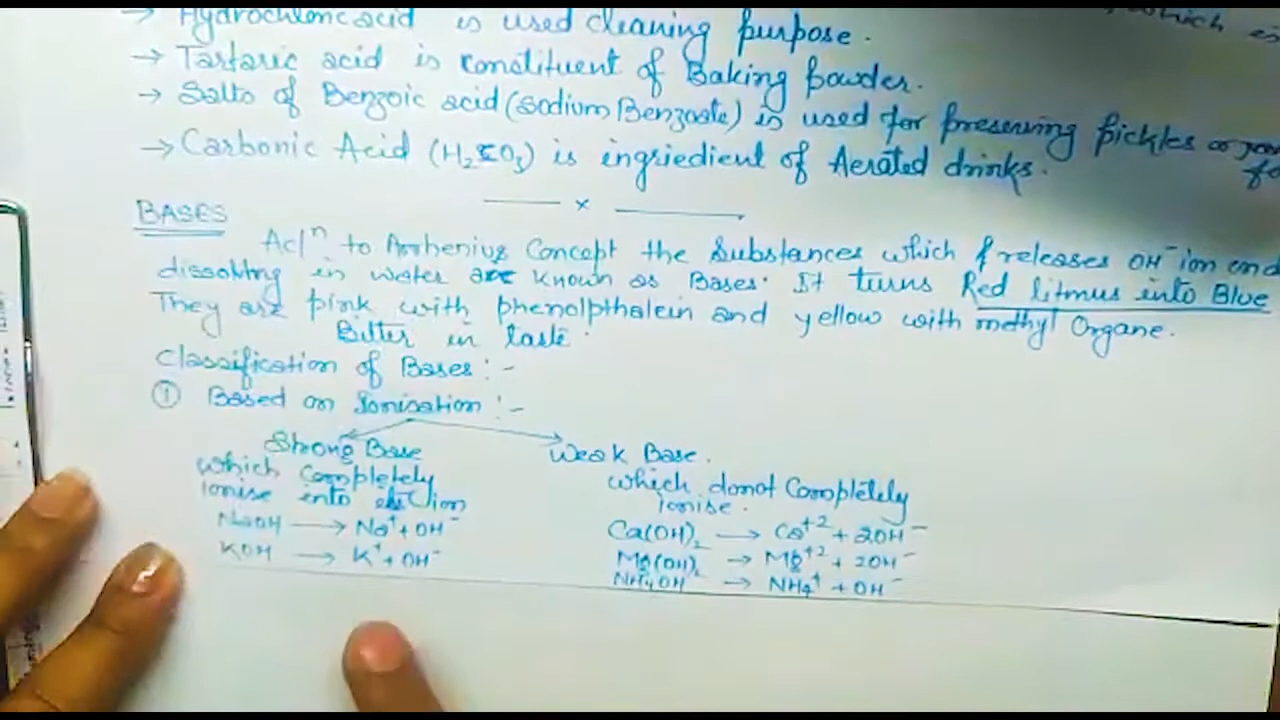 → Hydrochloric acid is used cleaning purpose.
which is
→ Tartaric acid is constituent of Baking powder.
→ Salts of Benzoic acid (Sodium Benzoate) is used for preserving pickles or
→ Carbonic Acid (H₂CO₃) is ingriedient of Aerated drinks.
— x —
BASES
Aclⁿ to Arrhenius Concept the Substances which releases OH⁻ ion on
dissolving in water are known as Bases. It turns Red litmus into Blue
They are pink with phenolpthalein and yellow with methyl Organe.
Bitter in taste.
Classification of Bases :-
① Based on Ionisation :-
Strong Base
which completely
ionise into ion
NaOH → Na⁺ + OH⁻
KOH → K⁺ + OH⁻
Weak Base.
which donot Completely
ionise.
Ca(OH)₂ → Ca⁺² + 2OH⁻
Mg(OH)₂ → Mg⁺² + 2OH⁻
NH₄OH → NH₄⁺ + OH⁻